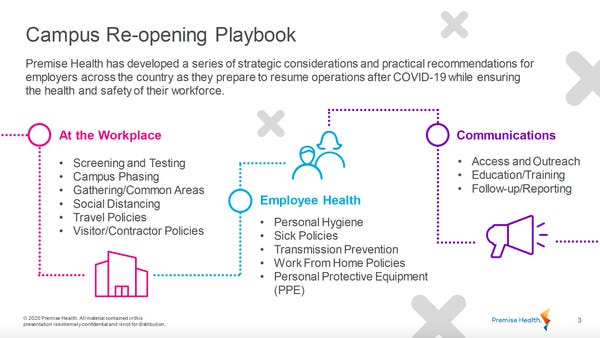 Campus Re-opening Playbook
Premise Health has developed a series of strategic considerations and practical recommendations for
employers across the country as they prepare to resume operations after COVID-19 while ensuring
the health and safety of their workforce.
At the Workplace
• Screening and Testing
• Campus Phasing
• Gathering/Common Areas
• Social Distancing
• Travel Policies
• Visitor/Contractor Policies
Employee Health
• Personal Hygiene
• Sick Policies
• Transmission Prevention
• Work From Home Policies
• Personal Protective Equipment
(PPE)
Communications
• Access and Outreach
• Education/Training
• Follow-up/Reporting
© 2020 Premise Health. All material contained in this
presentation is extremely confidential and is not for distribution.
Premise Health.
3